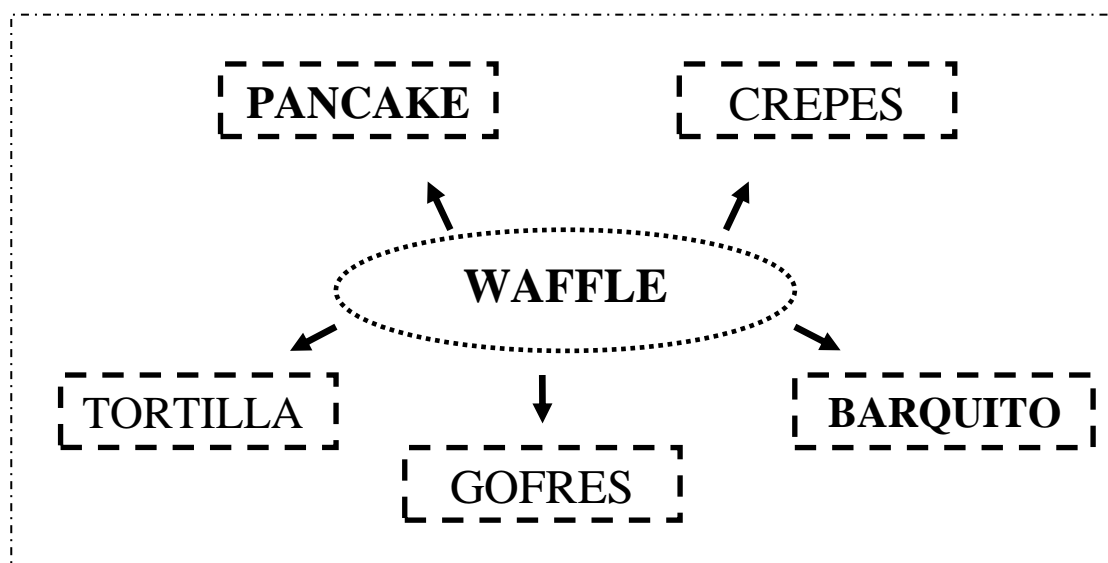 PANCAKE
CREPES
WAFFLE
TORTILLA
BARQUITO
GOFRES